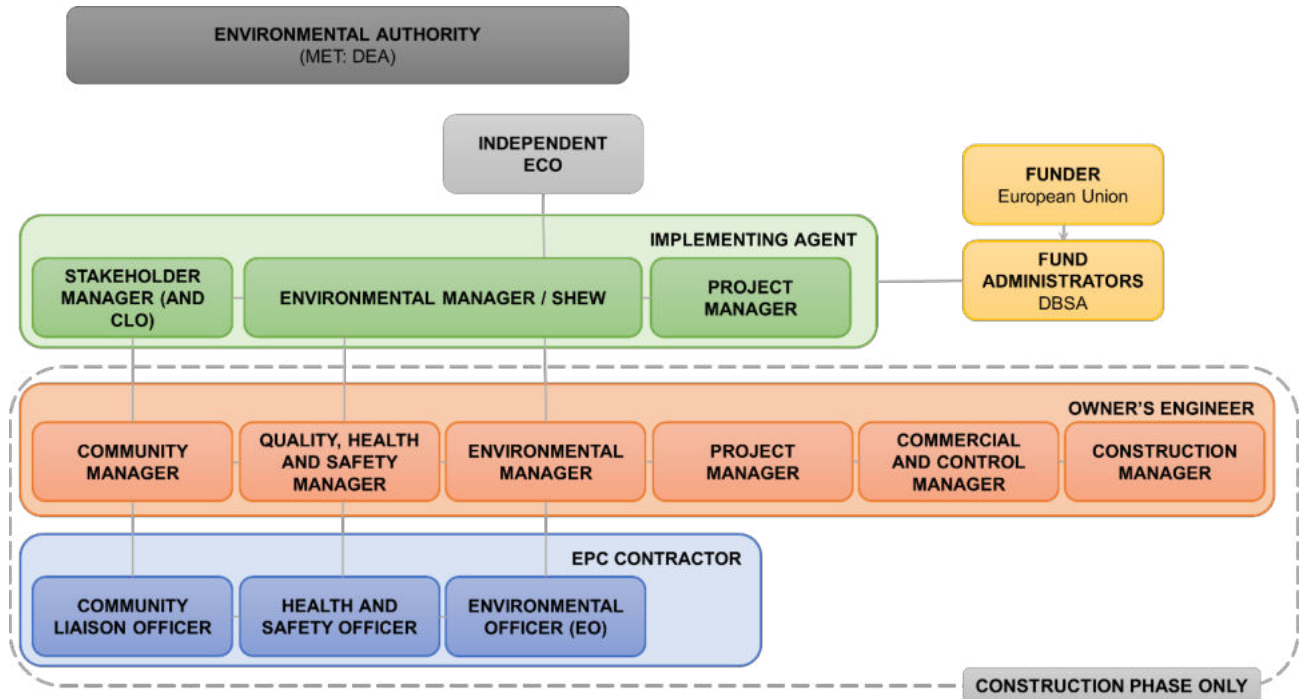 ENVIRONMENTAL AUTHORITY
(MET: DEA)
INDEPENDENT
ECO
FUNDER
European Union
IMPLEMENTING AGENT
FUND
ADMINISTRATORS
DBSA
STAKEHOLDER
MANAGER (AND
CLO)
ENVIRONMENTAL MANAGER / SHEW
PROJECT
MANAGER
OWNER'S ENGINEER
COMMUNITY
MANAGER
QUALITY, HEALTH
AND SAFETY
MANAGER
ENVIRONMENTAL
MANAGER
PROJECT
MANAGER
COMMERCIAL
AND CONTROL
MANAGER
CONSTRUCTION
MANAGER
EPC CONTRACTOR
COMMUNITY
LIAISON OFFICER
HEALTH AND
SAFETY OFFICER
ENVIRONMENTAL
OFFICER (EO)
CONSTRUCTION PHASE ONLY